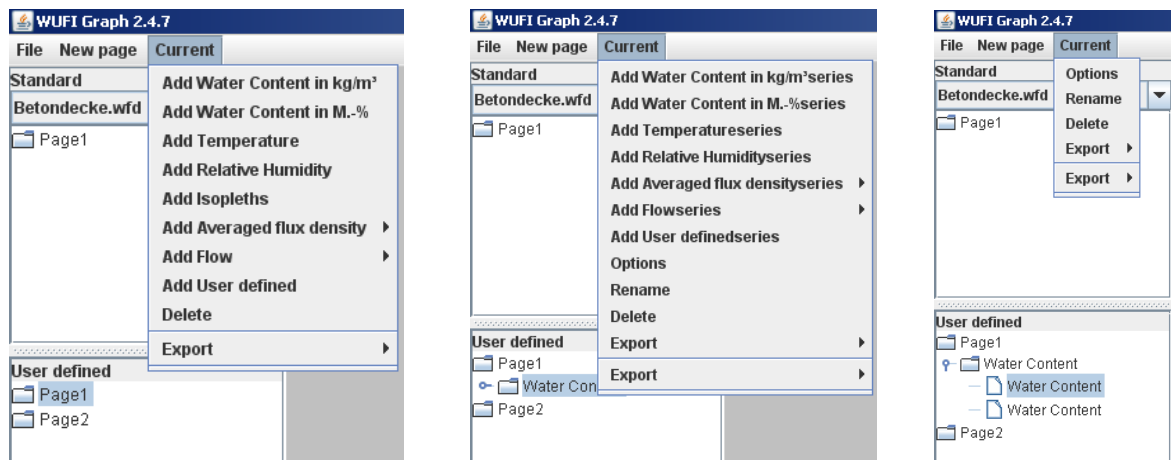 WUFI Graph 2.4.7
File New page Current
Standard
Betondecke.wfd
Page1
Add Water Content in kg/m³
Add Water Content in M.-%
Add Temperature
Add Relative Humidity
Add Isopleths
Add Averaged flux density
Add Flow
Add User defined
Delete
Export
User defined
Page1
Page2
WUFI Graph 2.4.7
File New page Current
Standard
Betondecke.wfd
Page1
Add Water Content in kg/m³series
Add Water Content in M.-%series
Add Temperatureseries
Add Relative Humidityseries
Add Averaged flux densityseries
Add Flowseries
Add User definedseries
Options
Rename
Delete
Export
Export
User defined
Page1
Water Con
Page2
WUFI Graph 2.4.7
File New page Current
Standard
Betondecke.wfd
Page1
Options
Rename
Delete
Export
Export
User defined
Page1
Water Content
Water Content
Water Content
Page2